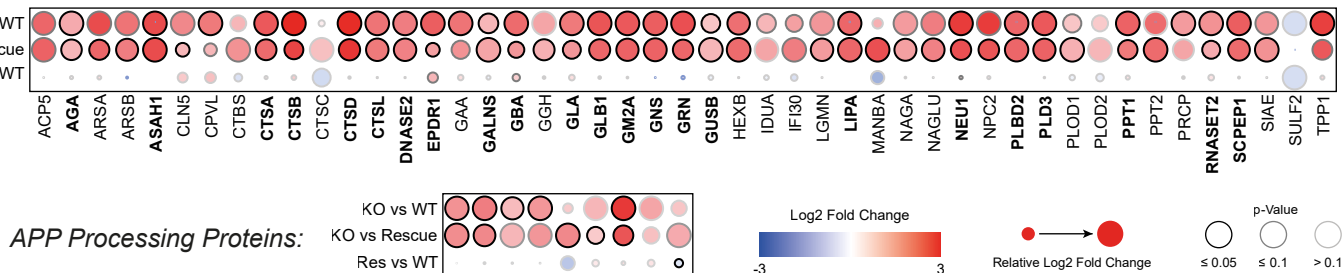 WT
cue
WT
ACP5 AGA ARSA ARSB ASAH1 CLN5 CPVL CTBS CTSA CTSB CTSC CTSD CTSL DNASE2 EPDR1 GAA GALNS GBA GGH GLA GLB1 GM2A GNS GRN GUSB HEXB IDUA IFI30 LGMN LIPA MANBA NAGA NAGLU NEU1 NPC2 PLBD2 PLD3 PLOD1 PLOD2 PPT1 PPT2 PRCP RNASET2 SCPEP1 SIAE SULF2 TPP1
KO vs WT
APP Processing Proteins: KO vs Rescue
Res vs WT
Log2 Fold Change
-3 3
Relative Log2 Fold Change
p-Value
≤ 0.05 ≤ 0.1 > 0.1